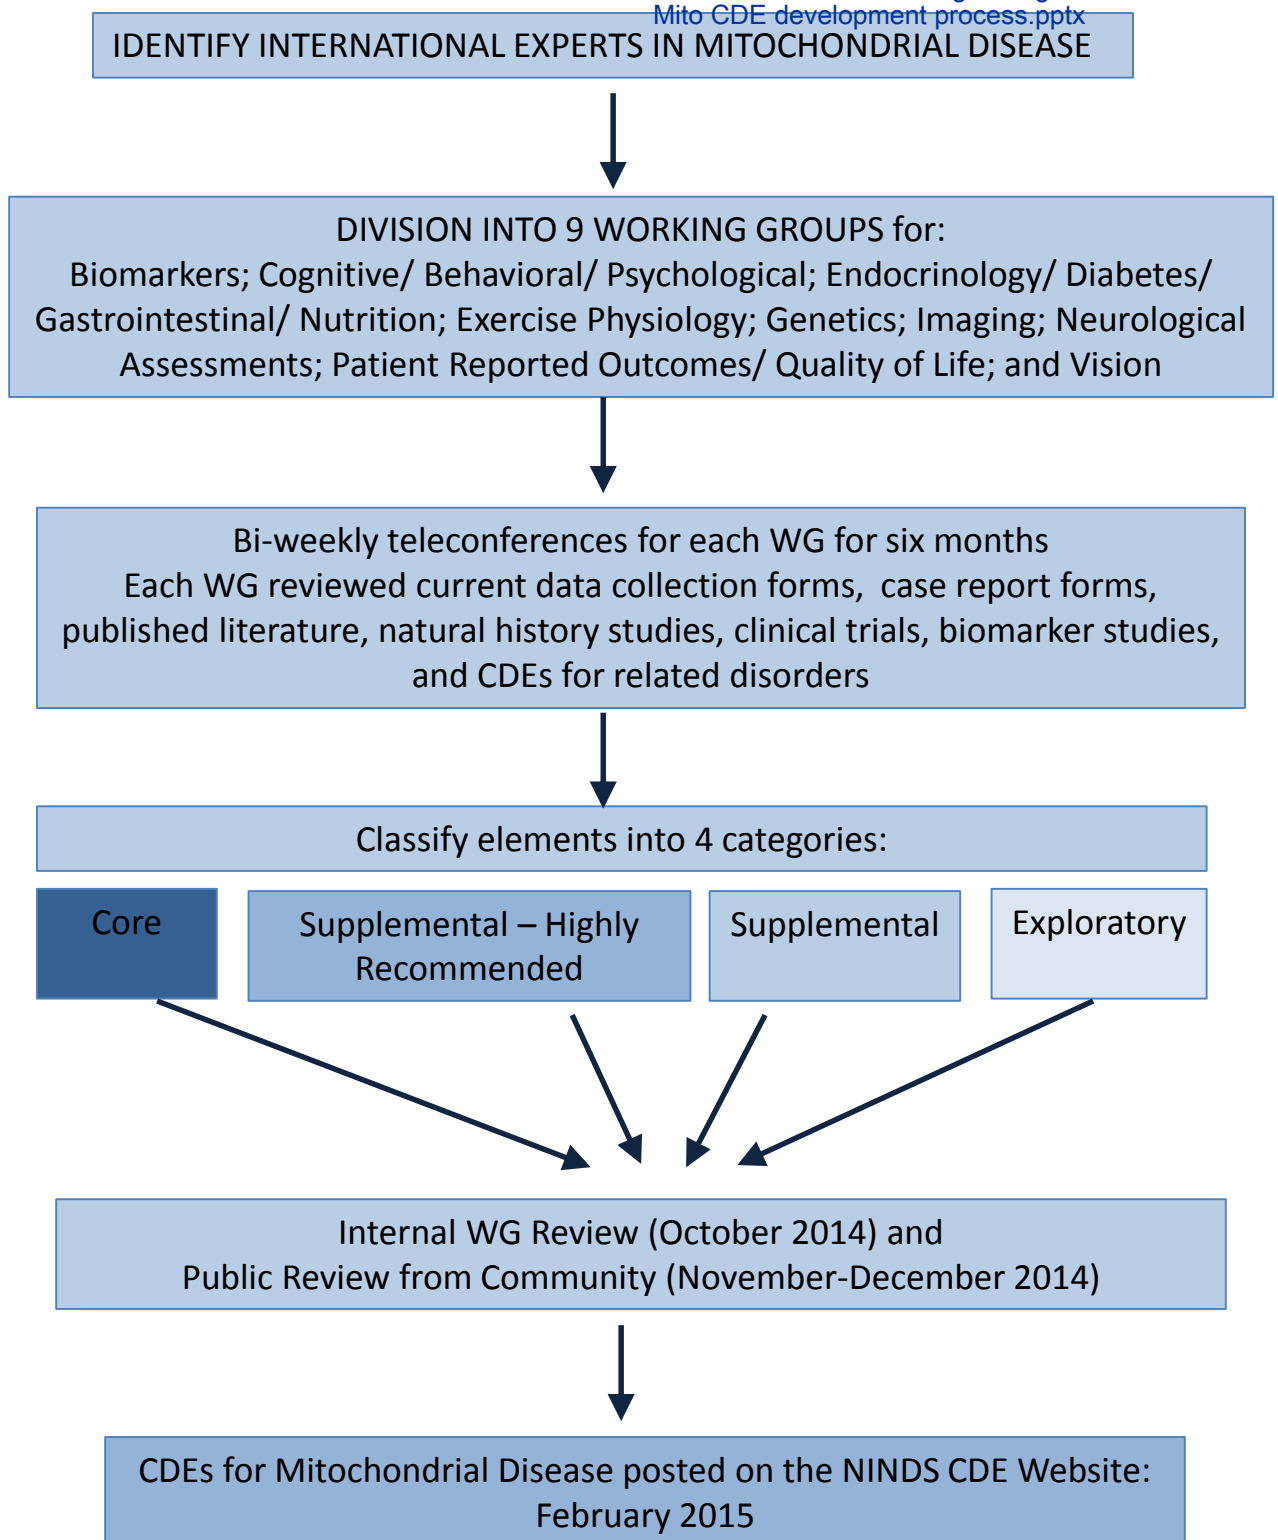 Mito CDE development process.pptx
IDENTIFY INTERNATIONAL EXPERTS IN MITOCHONDRIAL DISEASE
DIVISION INTO 9 WORKING GROUPS for:
Biomarkers; Cognitive/ Behavioral/ Psychological; Endocrinology/ Diabetes/
Gastrointestinal/ Nutrition; Exercise Physiology; Genetics; Imaging; Neurological
Assessments; Patient Reported Outcomes/ Quality of Life; and Vision
Bi-weekly teleconferences for each WG for six months
Each WG reviewed current data collection forms, case report forms,
published literature, natural history studies, clinical trials, biomarker studies,
and CDEs for related disorders
Classify elements into 4 categories:
Core
Supplemental – Highly
Recommended
Supplemental
Exploratory
Internal WG Review (October 2014) and
Public Review from Community (November-December 2014)
CDEs for Mitochondrial Disease posted on the NINDS CDE Website:
February 2015